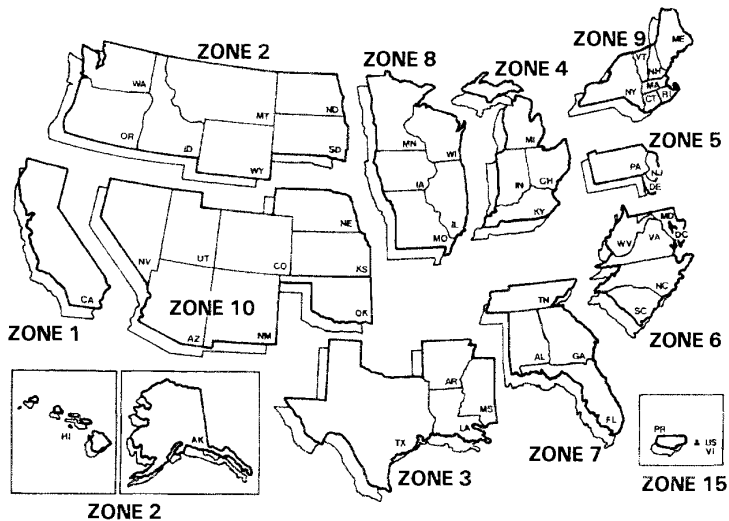 ZONE 2
ZONE 8
ZONE 4
ZONE 9
ME
VT
NH
NY
MA
CT
RI
WA
MT
ND
OR
ID
WY
SD
MN
WI
IA
IL
MO
MI
IN
OH
KY
ZONE 5
PA
NJ
DE
MD
DC
WV
VA
NC
SC
ZONE 6
CA
ZONE 1
NV
UT
CO
NE
KS
OK
ZONE 10
AZ
NM
TN
AL
GA
FL
ZONE 7
AR
MS
LA
TX
ZONE 3
HI
AK
ZONE 2
PR
& US
VI
ZONE 15